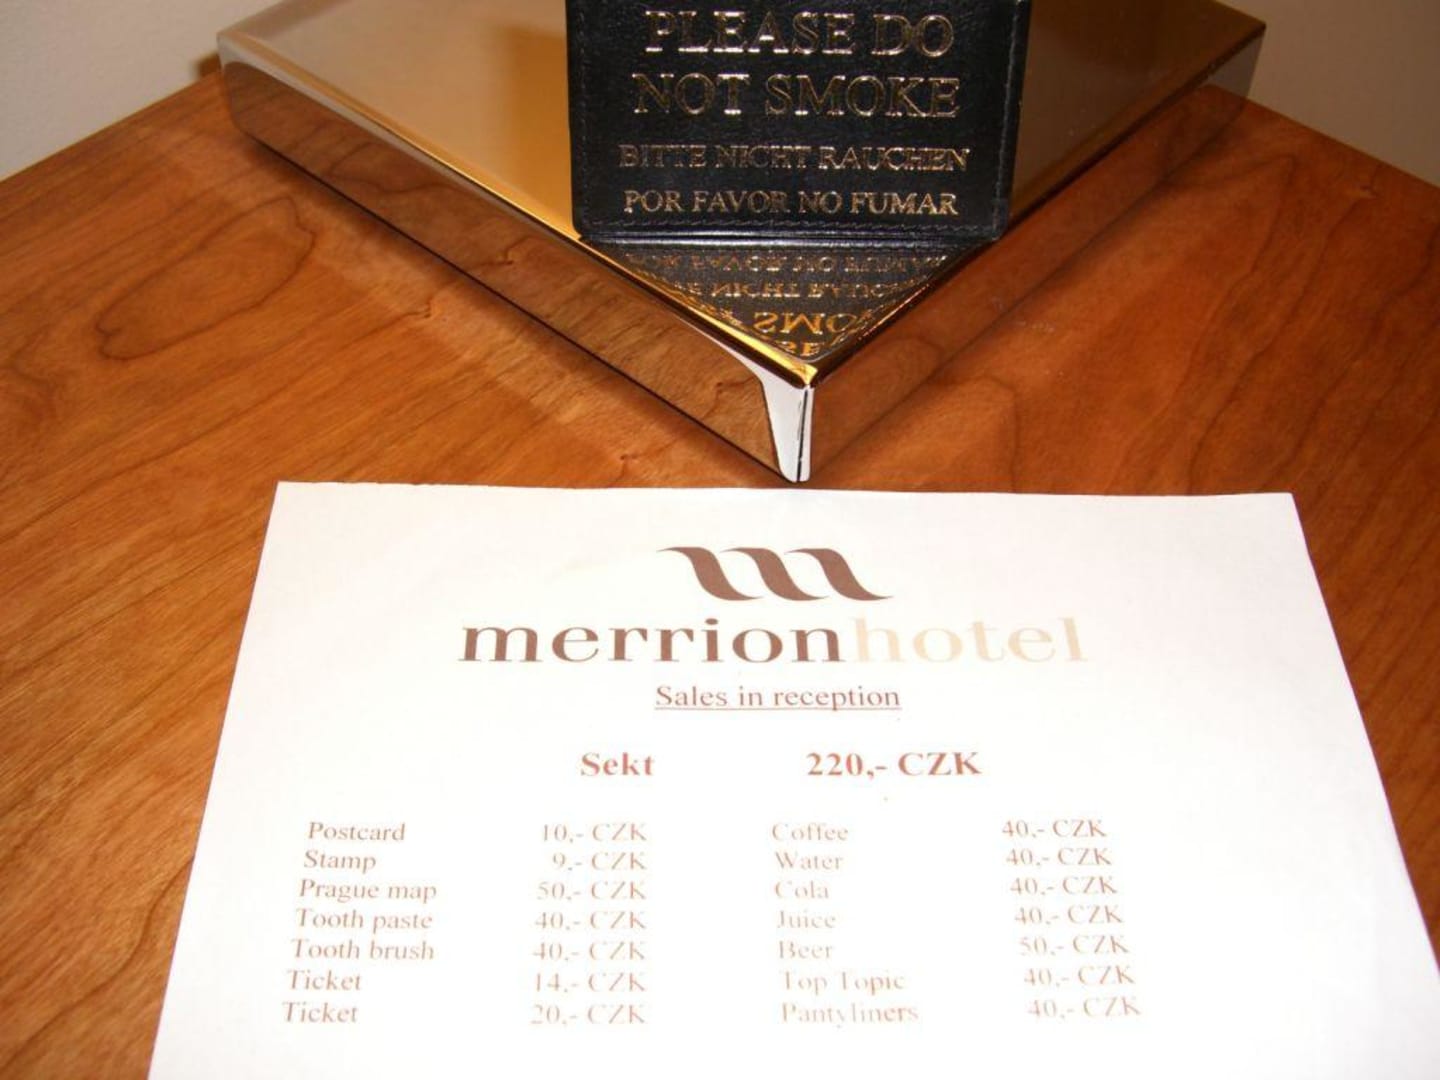 PLEASE DO
NOT SMOKE
BITTE NICHT RAUCHEN
POR FAVOR NO FUMAR
merrionhotel
Sales in reception
Sekt 220,- CZK
Postcard 10,- CZK Coffee 40,- CZK
Stamp 9,- CZK Water 40,- CZK
Prague map 50,- CZK Cola 40,- CZK
Tooth paste 40,- CZK Juice 40,- CZK
Tooth brush 40,- CZK Beer 50,- CZK
Ticket 14,- CZK Top Topic 40,- CZK
Ticket 20,- CZK Pantyliners 40,- CZK